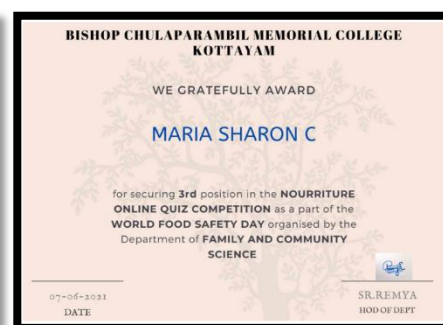 BISHOP CHULAPARAMBIL MEMORIAL COLLEGE
KOTTAYAM
WE GRATEFULLY AWARD
MARIA SHARON C
for securing 3rd position in the NOURRITURE
ONLINE QUIZ COMPETITION as a part of the
WORLD FOOD SAFETY DAY organised by the
Department of FAMILY AND COMMUNITY
SCIENCE
07-06-2021
DATE
SR.REMYA
HOD OF DEPT